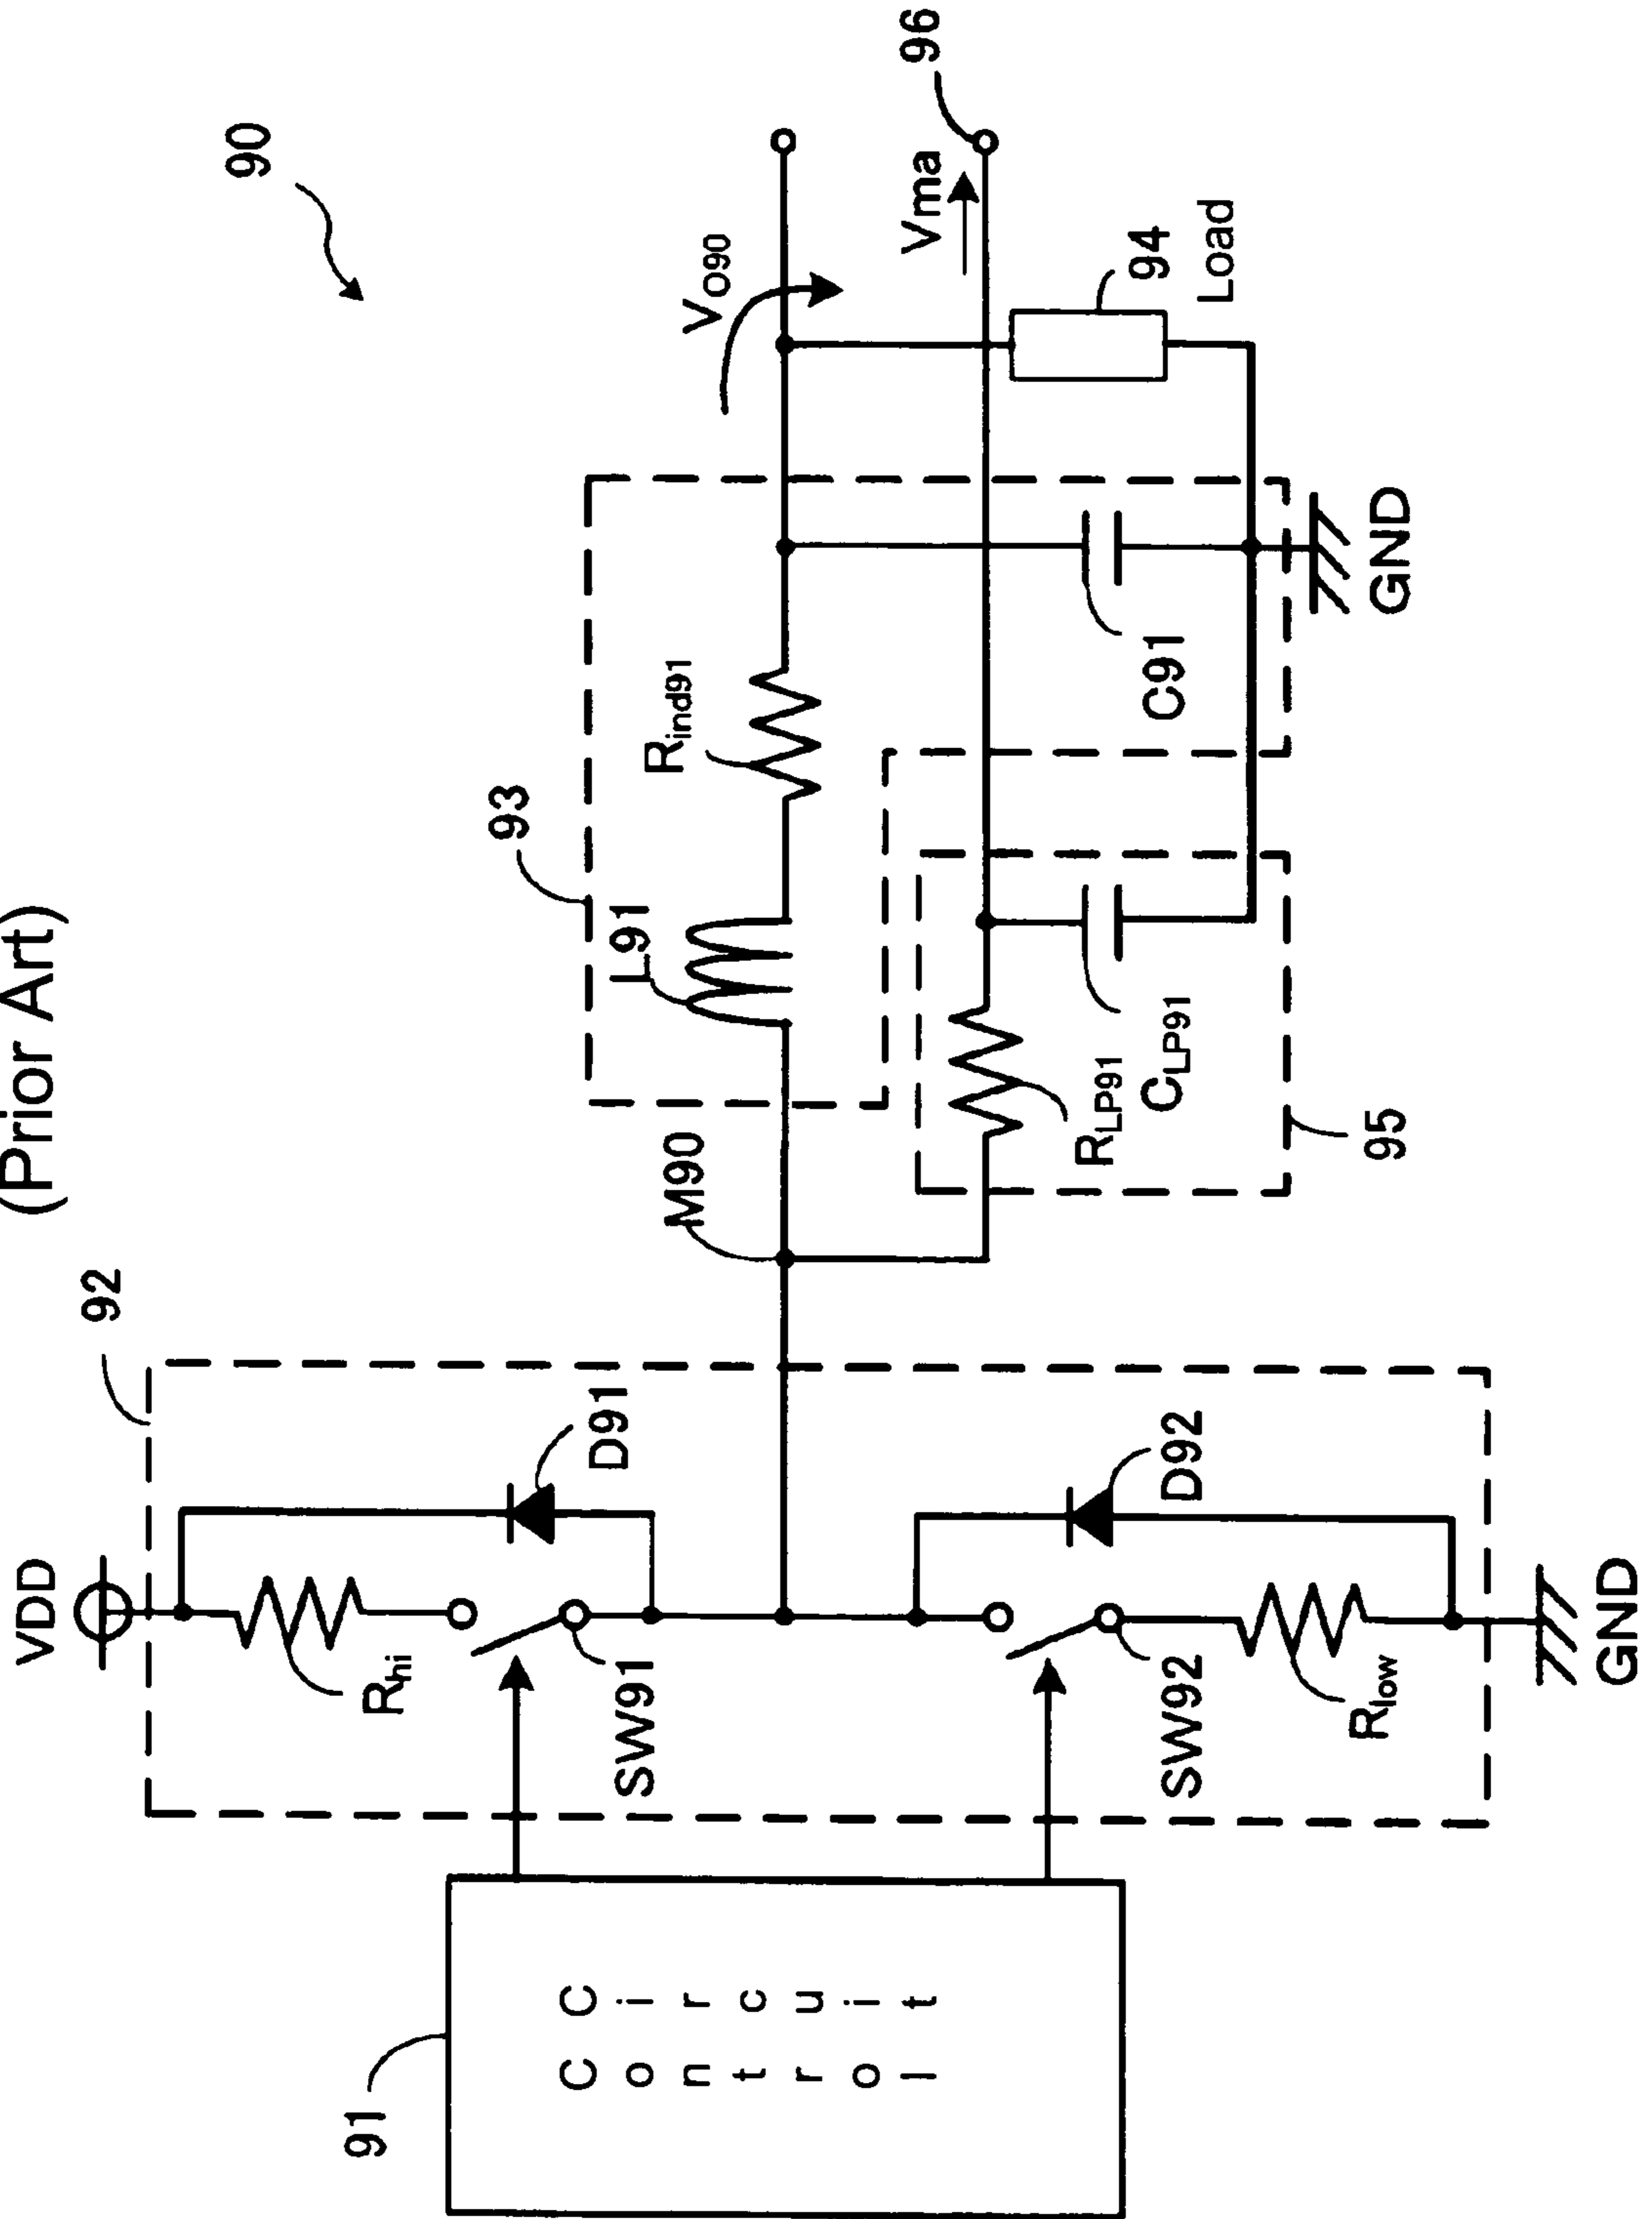 (Prior Art)
90
91
Control
Circuit
92
VDD
Rhi
D91
SW91
SW92
D92
Rlow
GND
M90
93
L91
Rind91
C91
GND
RLP91
CLP91
95
VO90
Vma
96
94
Load